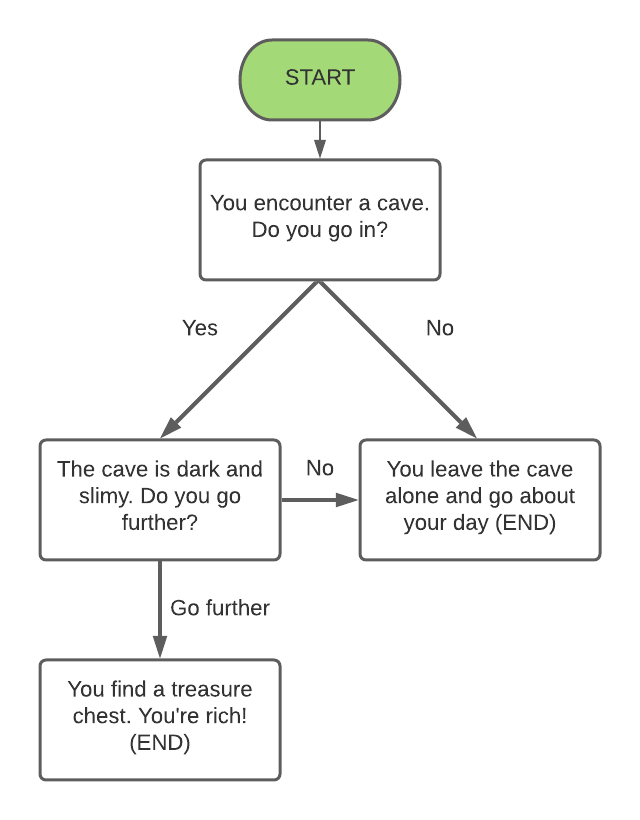 START
You encounter a cave.
Do you go in?
Yes
No
The cave is dark and
slimy. Do you go
further?
No
You leave the cave
alone and go about
your day (END)
Go further
You find a treasure
chest. You're rich!
(END)